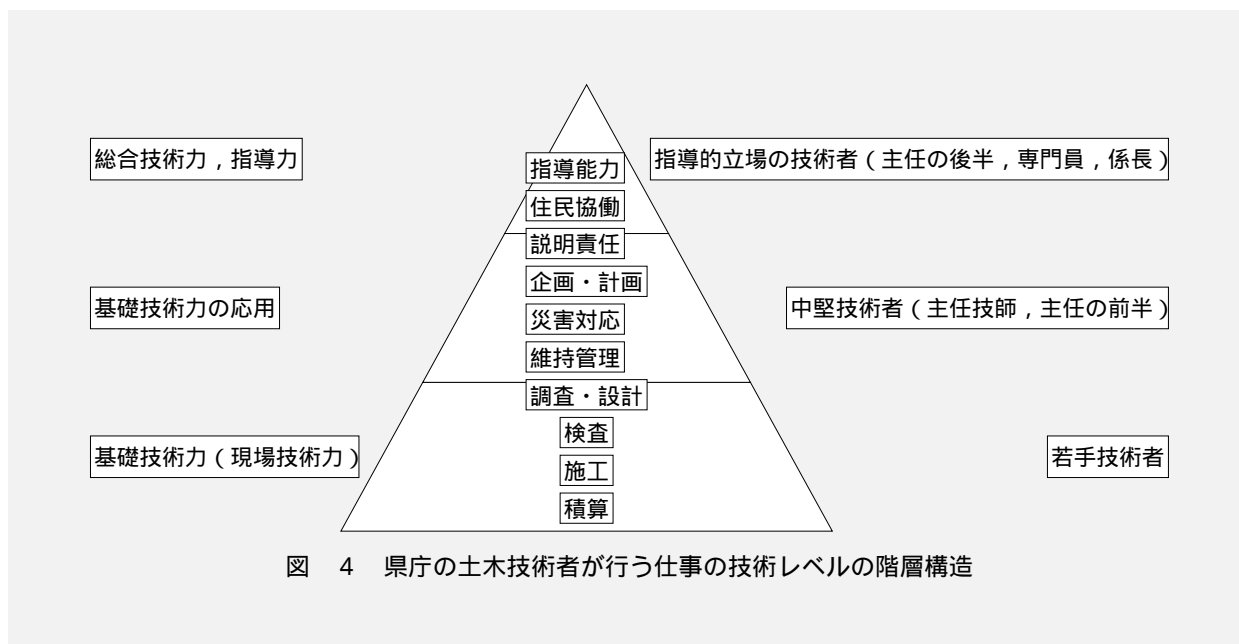 総合技術力，指導力
指導的立場の技術者（主任の後半，専門員，係長）
指導能力
住民協働
説明責任
企画・計画
基礎技術力の応用
中堅技術者（主任技師，主任の前半）
災害対応
維持管理
調査・設計
検査
基礎技術力（現場技術力）
若手技術者
施工
積算
図　4　県庁の土木技術者が行う仕事の技術レベルの階層構造